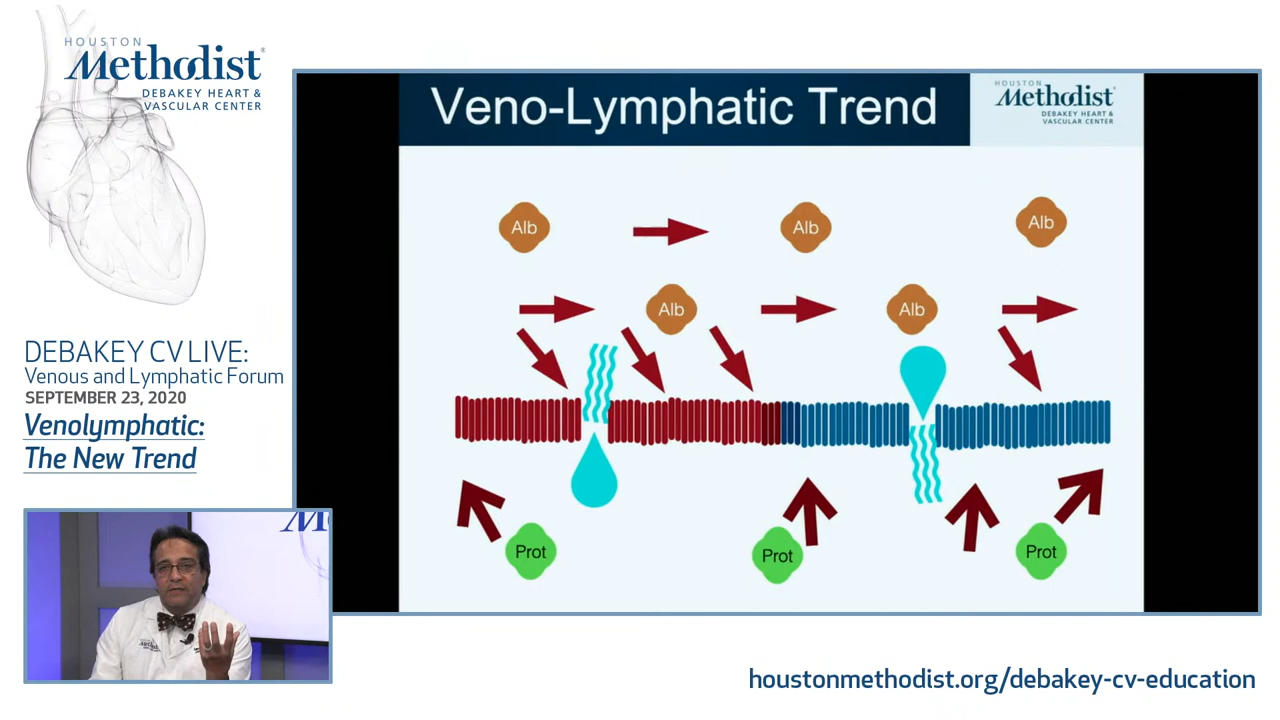 HOUSTON
Methodist
DEBAKEY HEART &
VASCULAR CENTER
DEBAKEY CV LIVE:
Venous and Lymphatic Forum
SEPTEMBER 23, 2020
Venolymphatic:
The New Trend
Veno-Lymphatic Trend
HOUSTON
Methodist
DEBAKEY HEART &
VASCULAR CENTER
Alb
Alb
Alb
Alb
Alb
Prot
Prot
Prot
Methodist
houstonmethodist.org/debakey-cv-education